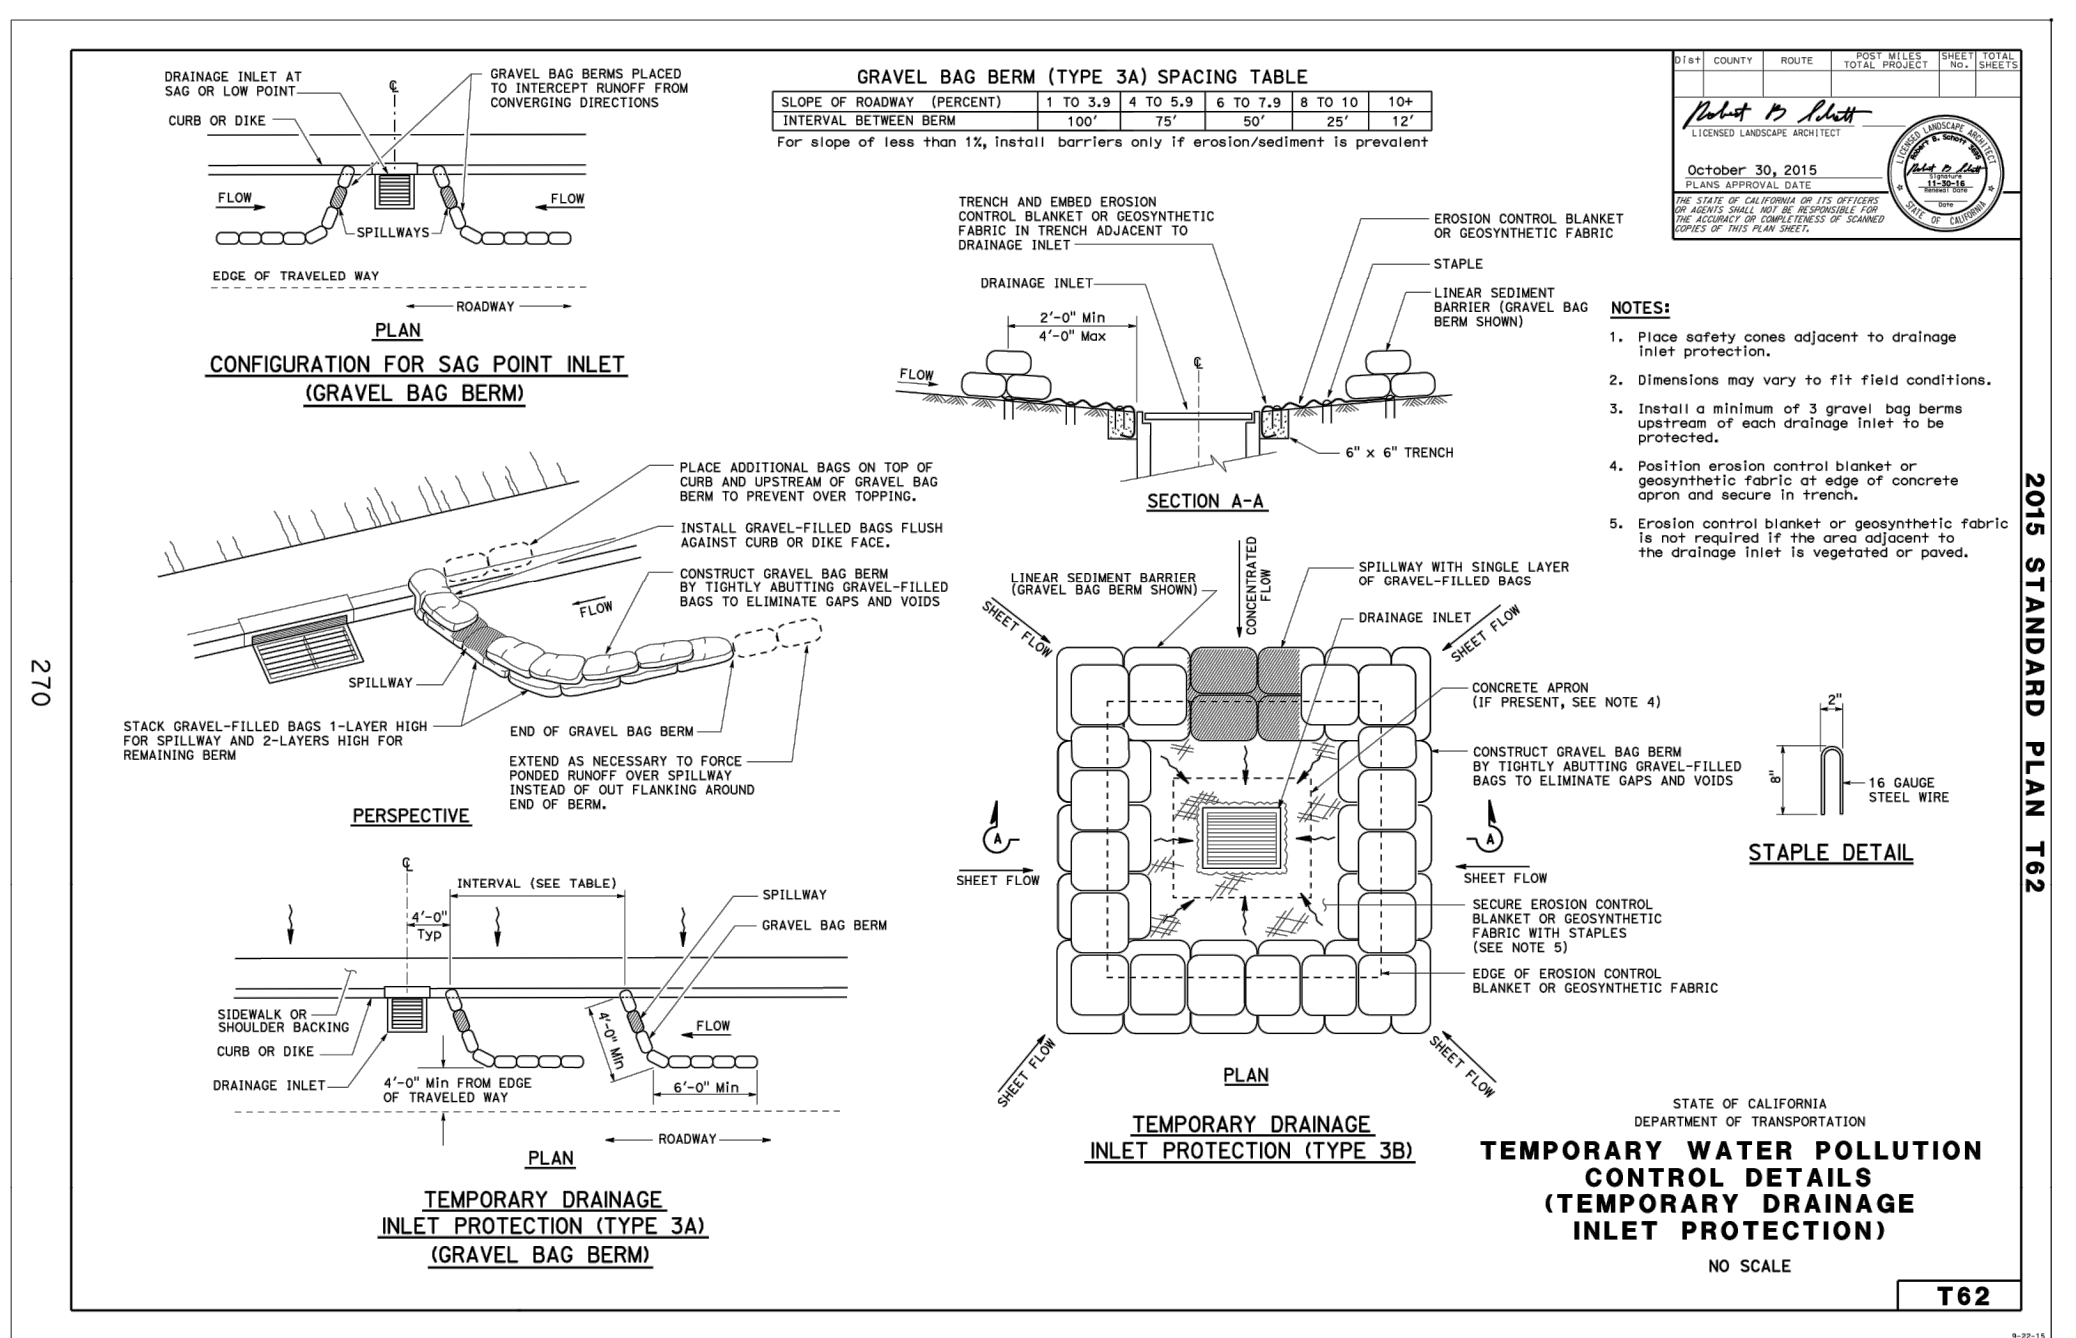 DRAINAGE INLET AT
SAG OR LOW POINT
CURB OR DIKE
℄
GRAVEL BAG BERMS PLACED
TO INTERCEPT RUNOFF FROM
CONVERGING DIRECTIONS
FLOW
FLOW
SPILLWAYS
EDGE OF TRAVELED WAY
ROADWAY
PLAN
CONFIGURATION FOR SAG POINT INLET
(GRAVEL BAG BERM)
GRAVEL BAG BERM (TYPE 3A) SPACING TABLE
SLOPE OF ROADWAY (PERCENT) 1 TO 3.9 4 TO 5.9 6 TO 7.9 8 TO 10 10+
INTERVAL BETWEEN BERM 100' 75' 50' 25' 12'
For slope of less than 1%, install barriers only if erosion/sediment is prevalent
Dist COUNTY ROUTE POST MILES TOTAL PROJECT SHEET No. TOTAL SHEETS
Robert B Schott
LICENSED LANDSCAPE ARCHITECT
October 30, 2015
PLANS APPROVAL DATE
THE STATE OF CALIFORNIA OR ITS OFFICERS
OR AGENTS SHALL NOT BE RESPONSIBLE FOR
THE ACCURACY OR COMPLETENESS OF SCANNED
COPIES OF THIS PLAN SHEET.
LICENSED LANDSCAPE ARCHITECT
Robert B. Schott 3695
Robert B Schott
Signature
11-30-16
Renewal Date
Date
STATE OF CALIFORNIA
TRENCH AND EMBED EROSION
CONTROL BLANKET OR GEOSYNTHETIC
FABRIC IN TRENCH ADJACENT TO
DRAINAGE INLET
DRAINAGE INLET
EROSION CONTROL BLANKET
OR GEOSYNTHETIC FABRIC
STAPLE
LINEAR SEDIMENT
BARRIER (GRAVEL BAG
BERM SHOWN)
2'-0" Min
4'-0" Max
℄
FLOW
6" x 6" TRENCH
SECTION A-A
NOTES:
1. Place safety cones adjacent to drainage
inlet protection.
2. Dimensions may vary to fit field conditions.
3. Install a minimum of 3 gravel bag berms
upstream of each drainage inlet to be
protected.
4. Position erosion control blanket or
geosynthetic fabric at edge of concrete
apron and secure in trench.
5. Erosion control blanket or geosynthetic fabric
is not required if the area adjacent to
the drainage inlet is vegetated or paved.
PLACE ADDITIONAL BAGS ON TOP OF
CURB AND UPSTREAM OF GRAVEL BAG
BERM TO PREVENT OVER TOPPING.
INSTALL GRAVEL-FILLED BAGS FLUSH
AGAINST CURB OR DIKE FACE.
CONSTRUCT GRAVEL BAG BERM
BY TIGHTLY ABUTTING GRAVEL-FILLED
BAGS TO ELIMINATE GAPS AND VOIDS
FLOW
SPILLWAY
STACK GRAVEL-FILLED BAGS 1-LAYER HIGH
FOR SPILLWAY AND 2-LAYERS HIGH FOR
REMAINING BERM
END OF GRAVEL BAG BERM
EXTEND AS NECESSARY TO FORCE
PONDED RUNOFF OVER SPILLWAY
INSTEAD OF OUT FLANKING AROUND
END OF BERM.
PERSPECTIVE
℄
INTERVAL (SEE TABLE)
4'-0"
Typ
SPILLWAY
GRAVEL BAG BERM
SIDEWALK OR
SHOULDER BACKING
CURB OR DIKE
DRAINAGE INLET
4'-0" Min
FLOW
4'-0" Min FROM EDGE
OF TRAVELED WAY
6'-0" Min
ROADWAY
PLAN
TEMPORARY DRAINAGE
INLET PROTECTION (TYPE 3A)
(GRAVEL BAG BERM)
LINEAR SEDIMENT BARRIER
(GRAVEL BAG BERM SHOWN)
CONCENTRATED
FLOW
SPILLWAY WITH SINGLE LAYER
OF GRAVEL-FILLED BAGS
DRAINAGE INLET
SHEET FLOW
SHEET FLOW
CONCRETE APRON
(IF PRESENT, SEE NOTE 4)
CONSTRUCT GRAVEL BAG BERM
BY TIGHTLY ABUTTING GRAVEL-FILLED
BAGS TO ELIMINATE GAPS AND VOIDS
A
A
SHEET FLOW
SHEET FLOW
SECURE EROSION CONTROL
BLANKET OR GEOSYNTHETIC
FABRIC WITH STAPLES
(SEE NOTE 5)
EDGE OF EROSION CONTROL
BLANKET OR GEOSYNTHETIC FABRIC
SHEET FLOW
SHEET FLOW
PLAN
TEMPORARY DRAINAGE
INLET PROTECTION (TYPE 3B)
2"
8"
16 GAUGE
STEEL WIRE
STAPLE DETAIL
STATE OF CALIFORNIA
DEPARTMENT OF TRANSPORTATION
TEMPORARY WATER POLLUTION
CONTROL DETAILS
(TEMPORARY DRAINAGE
INLET PROTECTION)
NO SCALE
T62
2015 STANDARD PLAN T62
270
9-22-15